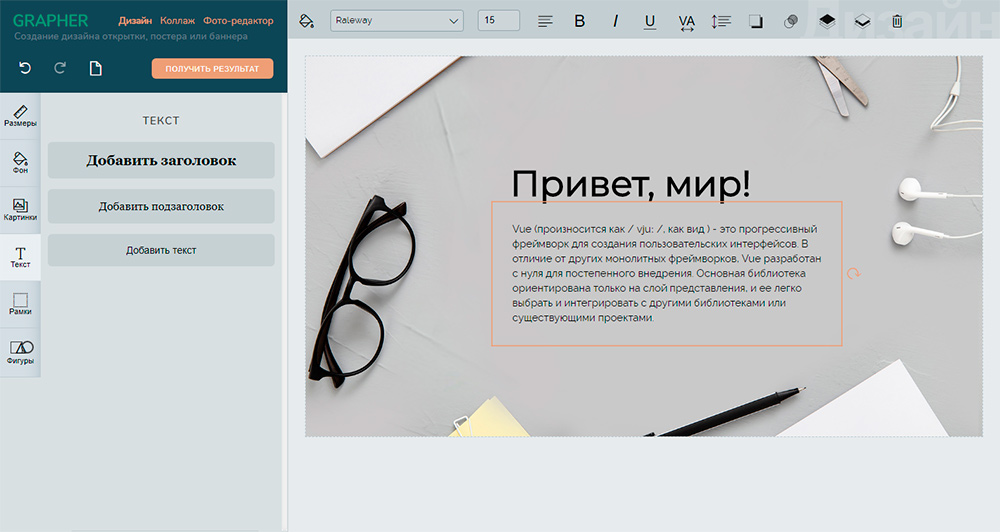 GRAPHER
Дизайн Коллаж Фото-редактор
Создание дизайна открытки, постера или баннера
ПОЛУЧИТЬ РЕЗУЛЬТАТ
Размеры
Фон
Картинки
Текст
Рамки
Фигуры
ТЕКСТ
Добавить заголовок
Добавить подзаголовок
Добавить текст
Raleway
15
B I U VA
Дизайн
Привет, мир!
Vue (произносится как / vju: /, как вид ) - это прогрессивный
фреймворк для создания пользовательских интерфейсов. В
отличие от других монолитных фреймворков, Vue разработан
с нуля для постепенного внедрения. Основная библиотека
ориентирована только на слой представления, и ее легко
выбрать и интегрировать с другими библиотеками или
существующими проектами.